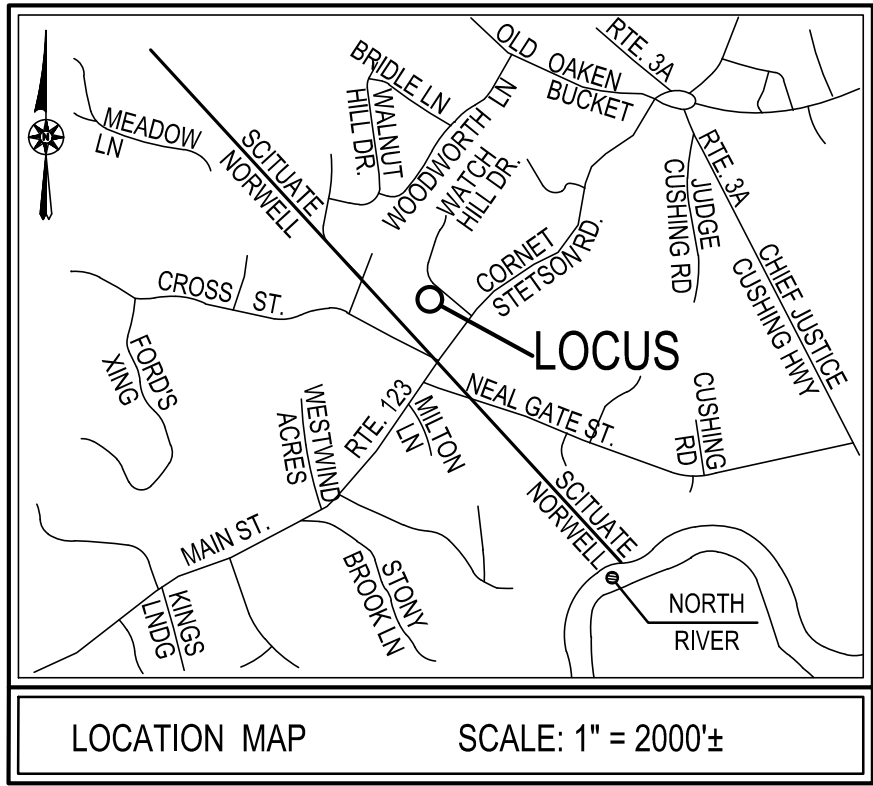 OLD OAKEN
BUCKET
RTE. 3A
BRIDLE LN
WALNUT
HILL DR.
WOODWORTH LN
MEADOW
LN
SCITUATE
NORWELL
WATCH
HILL DR.
RTE. 3A
JUDGE
CUSHING RD
N
CORNET
STETSON RD.
CHIEF JUSTICE
CUSHING HWY
CROSS ST.
LOCUS
FORD'S
XING
WESTWIND
ACRES
RTE. 123
MILTON
LN
NEAL GATE ST.
CUSHING
RD
SCITUATE
NORWELL
MAIN ST.
STONY
BROOK LN
KINGS
LNDG
NORTH
RIVER
LOCATION MAP
SCALE: 1" = 2000'±